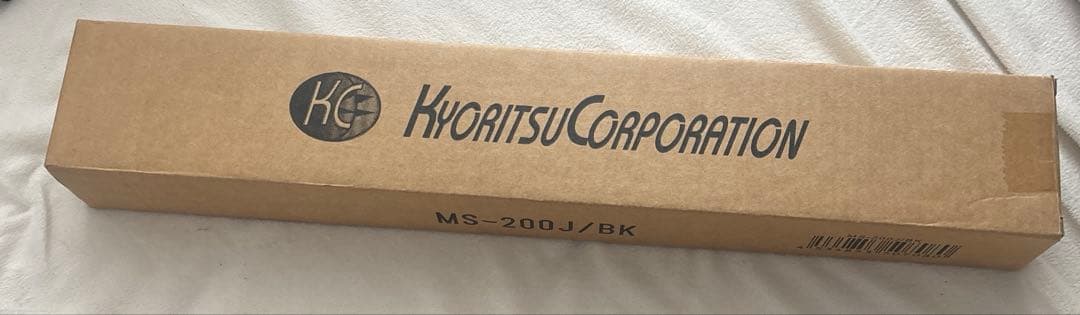 KC
KYORITSU CORPORATION
MS-200J/BK